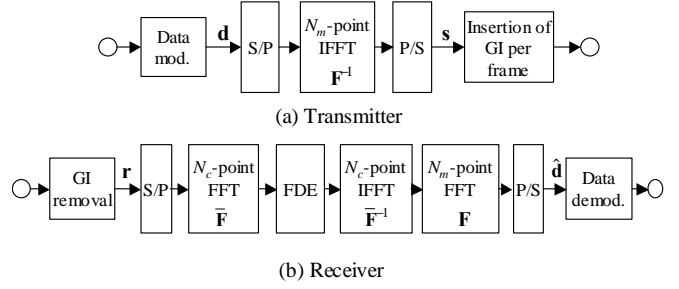 Data
mod.
d
S/P
N_m-point
IFFT
F⁻¹
P/S
s
Insertion of
GI per
frame
(a) Transmitter
GI
removal
r
S/P
N_c-point
FFT
F̅
FDE
N_c-point
IFFT
F̅⁻¹
N_m-point
FFT
F
P/S
d̂
Data
demod.
(b) Receiver